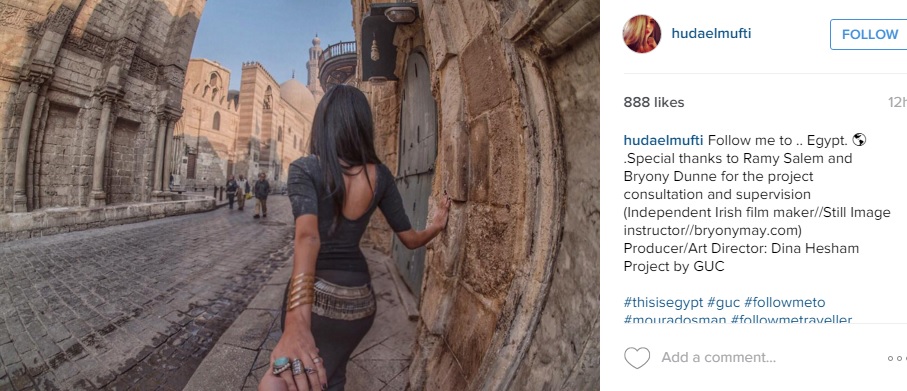 hudaelmufti
FOLLOW
888 likes
12h
hudaelmufti Follow me to .. Egypt. 🌎
.Special thanks to Ramy Salem and
Bryony Dunne for the project
consultation and supervision
(Independent Irish film maker//Still Image
instructor//bryonymay.com)
Producer/Art Director: Dina Hesham
Project by GUC
#thisisegypt #guc #followmeto
#mouradosman #followmetraveller
Add a comment...